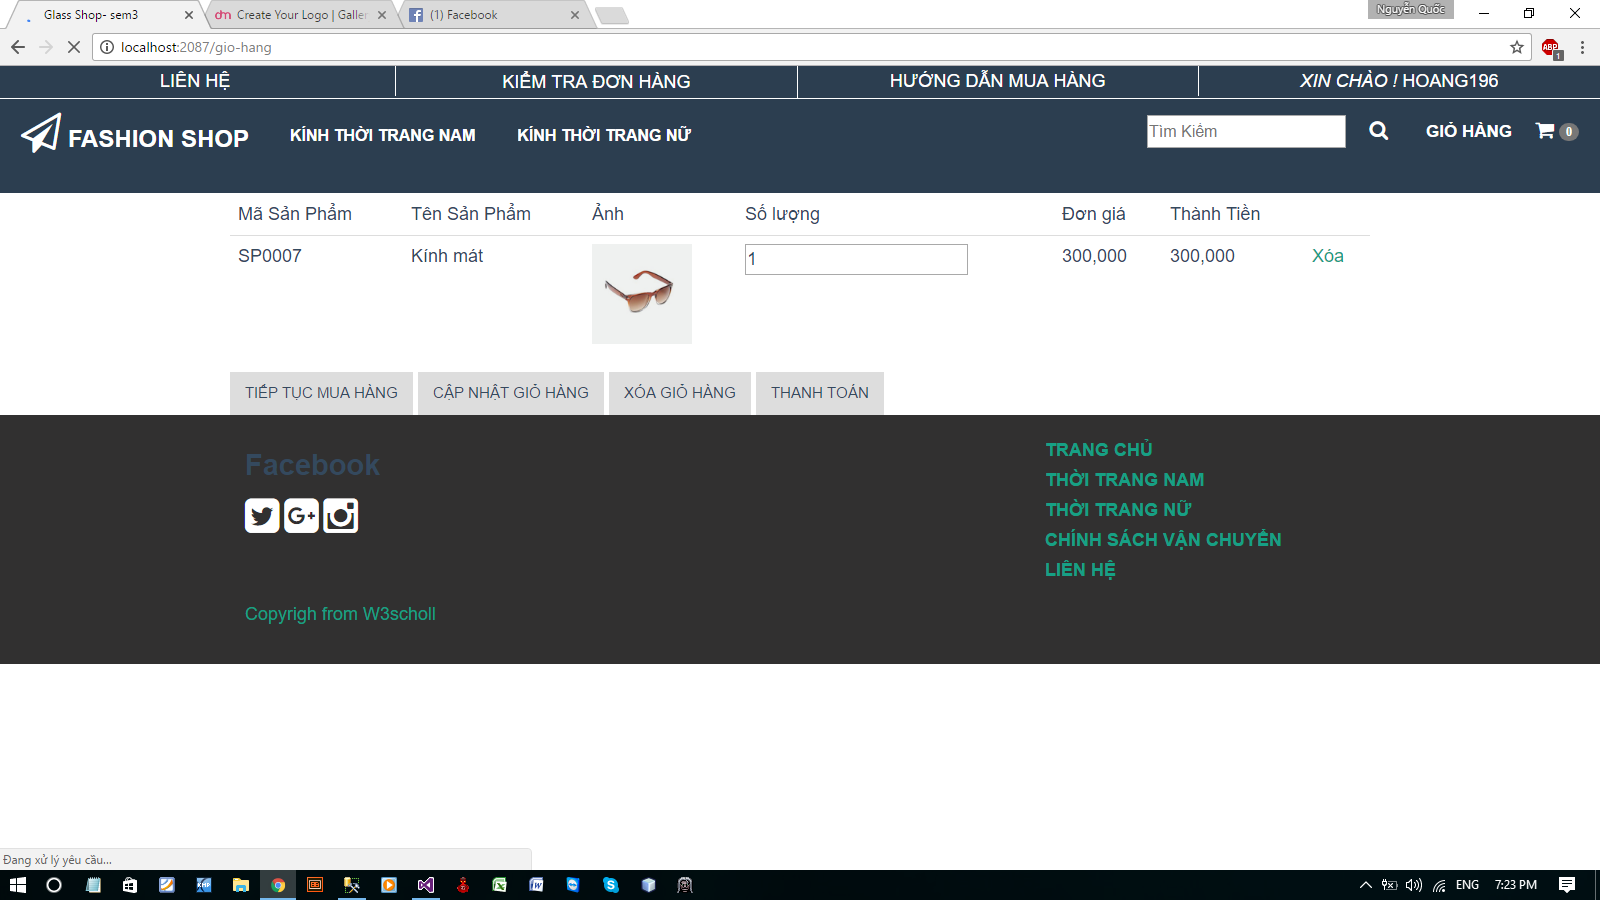 Nguyễn Quốc
Glass Shop- sem3
Create Your Logo | Galler
(1) Facebook
localhost:2087/gio-hang
ABP
1
LIÊN HỆ
KIỂM TRA ĐƠN HÀNG
HƯỚNG DẪN MUA HÀNG
XIN CHÀO ! HOANG196
FASHION SHOP
KÍNH THỜI TRANG NAM
KÍNH THỜI TRANG NỮ
Tìm Kiếm
GIỎ HÀNG
0
Mã Sản Phẩm Tên Sản Phẩm Ảnh Số lượng Đơn giá Thành Tiền
SP0007 Kính mát 1 300,000 300,000 Xóa
TIẾP TỤC MUA HÀNG
CẬP NHẬT GIỎ HÀNG
XÓA GIỎ HÀNG
THANH TOÁN
Facebook
G+
TRANG CHỦ
THỜI TRANG NAM
THỜI TRANG NỮ
CHÍNH SÁCH VẬN CHUYỂN
LIÊN HỆ
Copyrigh from W3scholl
Đang xử lý yêu cầu...
ENG
7:23 PM